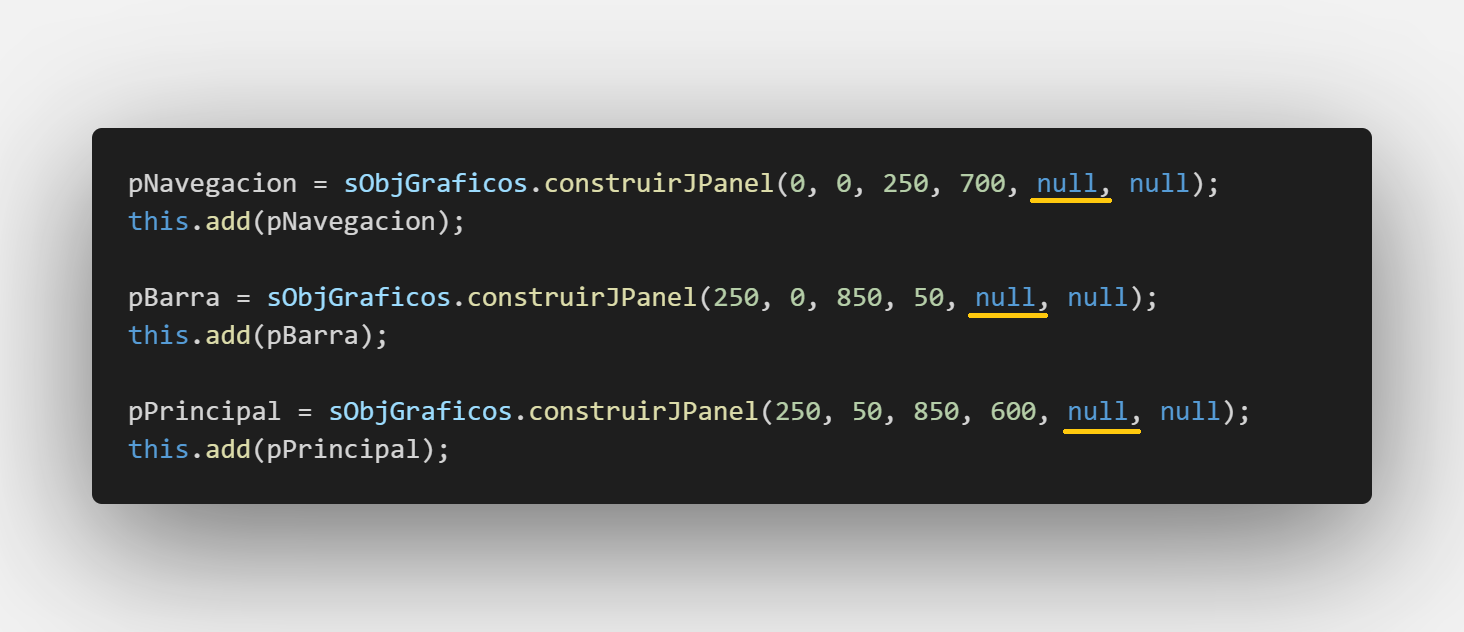 pNavegacion = sObjGraficos.construirJPanel(0, 0, 250, 700, null, null);
this.add(pNavegacion);
pBarra = sObjGraficos.construirJPanel(250, 0, 850, 50, null, null);
this.add(pBarra);
pPrincipal = sObjGraficos.construirJPanel(250, 50, 850, 600, null, null);
this.add(pPrincipal);